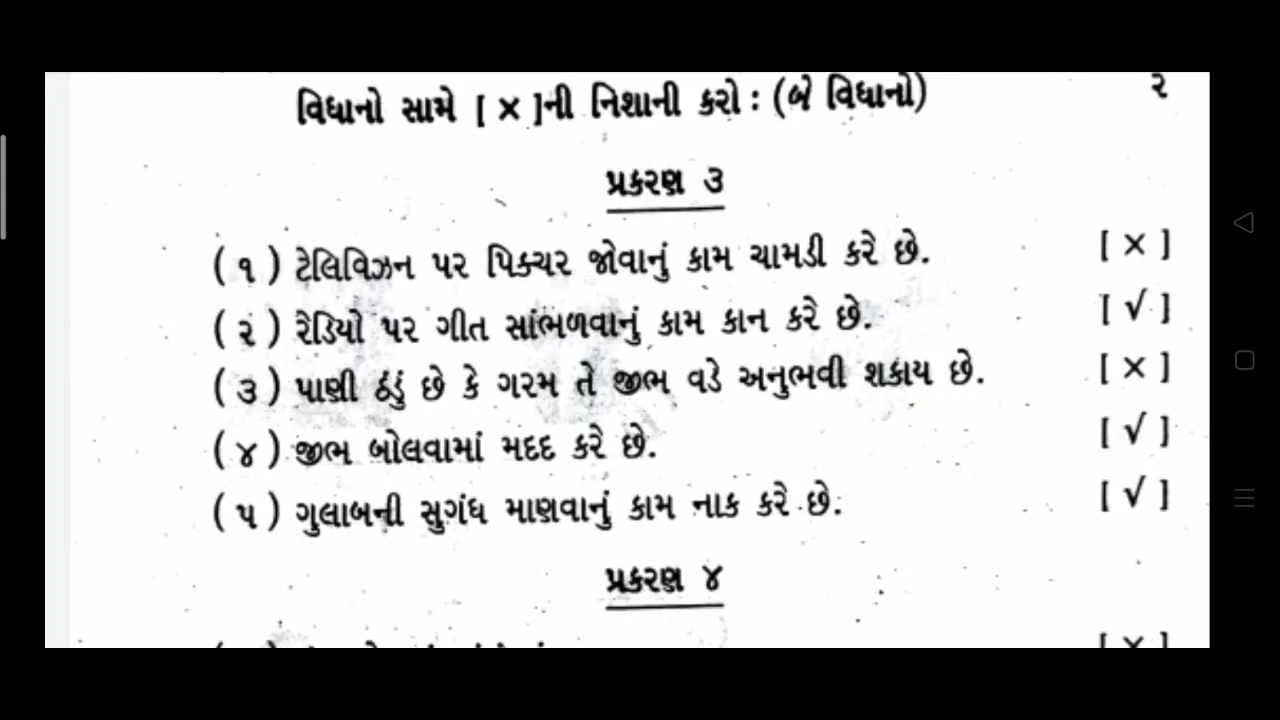 વિધાનો સામે [ × ]ની નિશાની કરો : (બે વિધાનો) ૨
પ્રકરણ ૩
( ૧ ) ટેલિવિઝન પર પિક્ચર જોવાનું કામ ચામડી કરે છે. [ × ]
( ૨ ) રેડિયો પર ગીત સાંભળવાનું કામ કાન કરે છે. [ √ ]
( ૩ ) પાણી ઠંડું છે કે ગરમ તે જીભ વડે અનુભવી શકાય છે. [ × ]
( ૪ ) જીભ બોલવામાં મદદ કરે છે. [ √ ]
( ૫ ) ગુલાબની સુગંધ માણવાનું કામ નાક કરે છે. [ √ ]
પ્રકરણ ૪
[ × ]